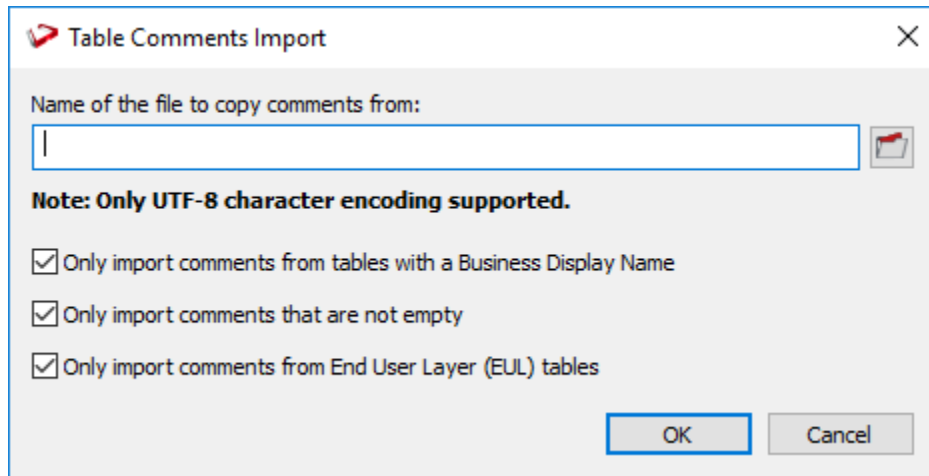 Table Comments Import
Name of the file to copy comments from:
Note: Only UTF-8 character encoding supported.
Only import comments from tables with a Business Display Name
Only import comments that are not empty
Only import comments from End User Layer (EUL) tables
OK Cancel